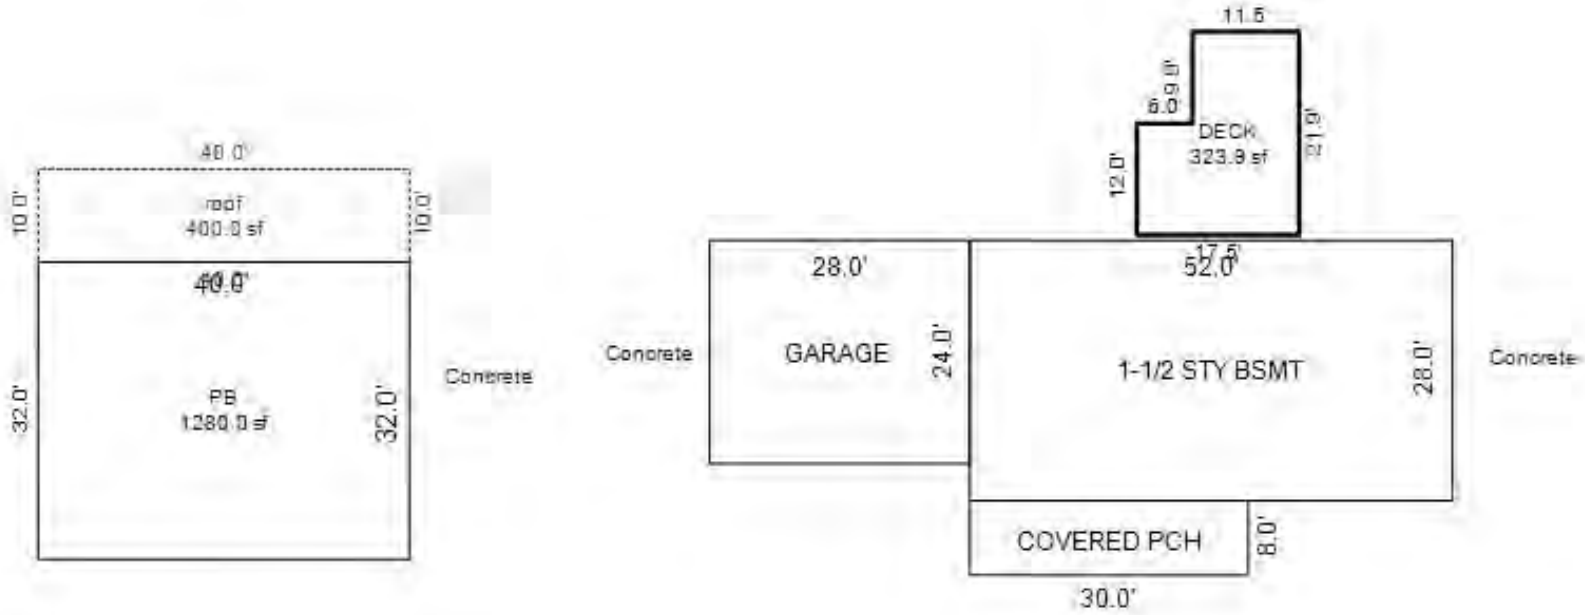 40.0'
10.0'
roof
400.0 sf
10.0'
40.0'
32.0'
PB
1280.0 sf
32.0'
Concrete
11.5'
6.0'
DECK
323.9 sf
12.0'
21.9'
17.5'
28.0'
Concrete
GARAGE
24.0'
52.0'
1-1/2 STY BSMT
28.0'
Concrete
COVERED PCH
8.0'
30.0'